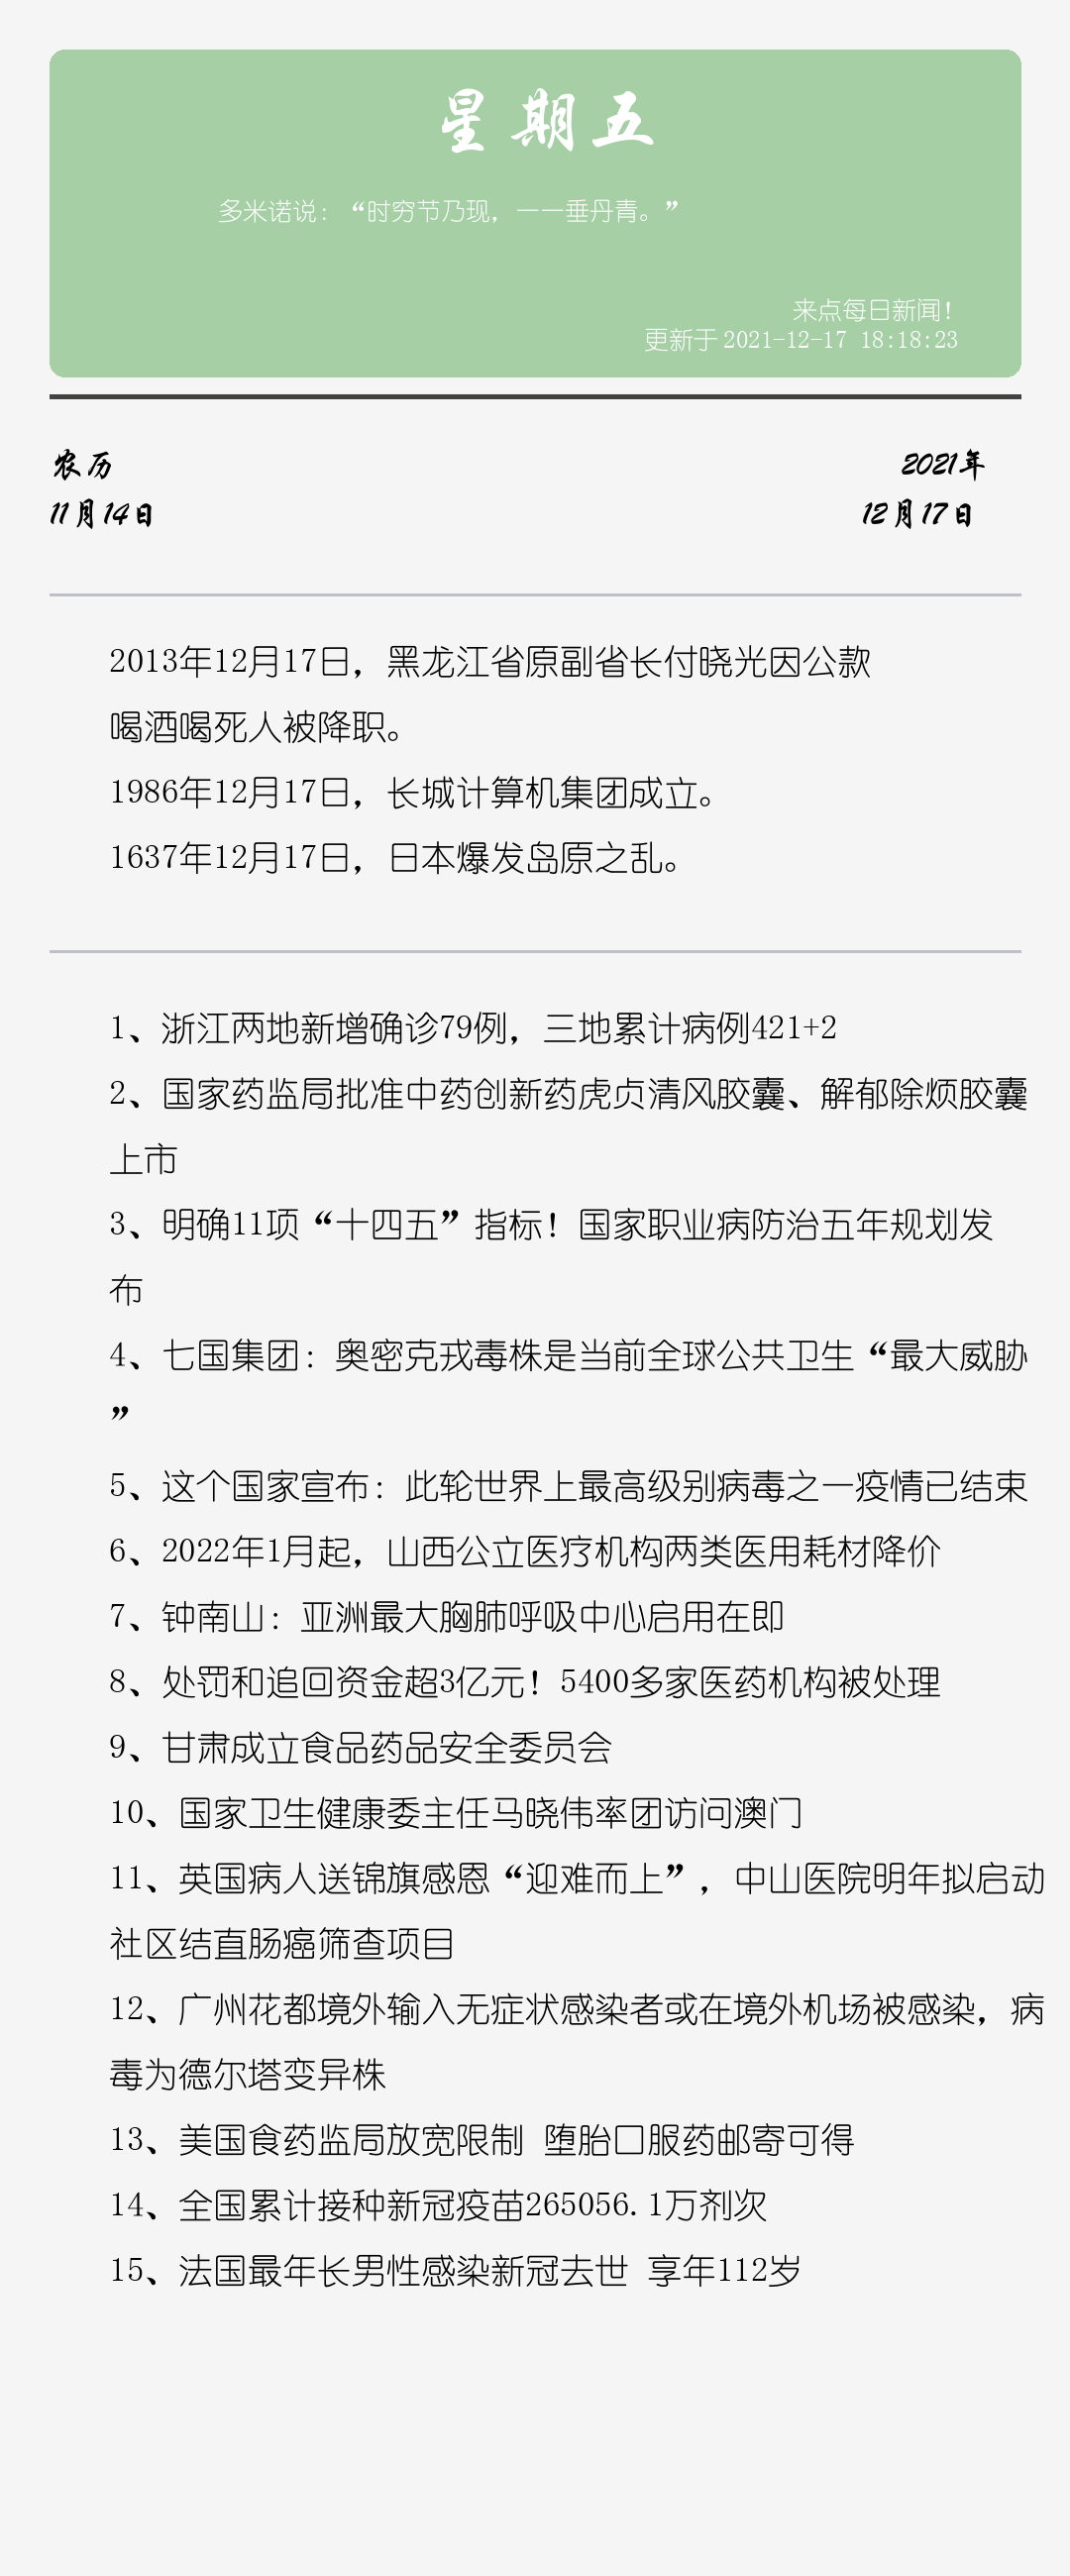 星期五
多米诺说：“时穷节乃现，一一垂丹青。”
来点每日新闻！
更新于2021-12-17 18:18:23
农历
2021年
11月14日
12月17日
2013年12月17日，黑龙江省原副省长付晓光因公款
喝酒喝死人被降职。
1986年12月17日，长城计算机集团成立。
1637年12月17日，日本爆发岛原之乱。
1、浙江两地新增确诊79例，三地累计病例421+2
2、国家药监局批准中药创新药虎贞清风胶囊、解郁除烦胶囊
上市
3、明确11项“十四五”指标！国家职业病防治五年规划发
布
4、七国集团：奥密克戎毒株是当前全球公共卫生“最大威胁
”
5、这个国家宣布：此轮世界上最高级别病毒之一疫情已结束
6、2022年1月起，山西公立医疗机构两类医用耗材降价
7、钟南山：亚洲最大胸肺呼吸中心启用在即
8、处罚和追回资金超3亿元！5400多家医药机构被处理
9、甘肃成立食品药品安全委员会
10、国家卫生健康委主任马晓伟率团访问澳门
11、英国病人送锦旗感恩“迎难而上”，中山医院明年拟启动
社区结直肠癌筛查项目
12、广州花都境外输入无症状感染者或在境外机场被感染，病
毒为德尔塔变异株
13、美国食药监局放宽限制 堕胎口服药邮寄可得
14、全国累计接种新冠疫苗265056.1万剂次
15、法国最年长男性感染新冠去世 享年112岁